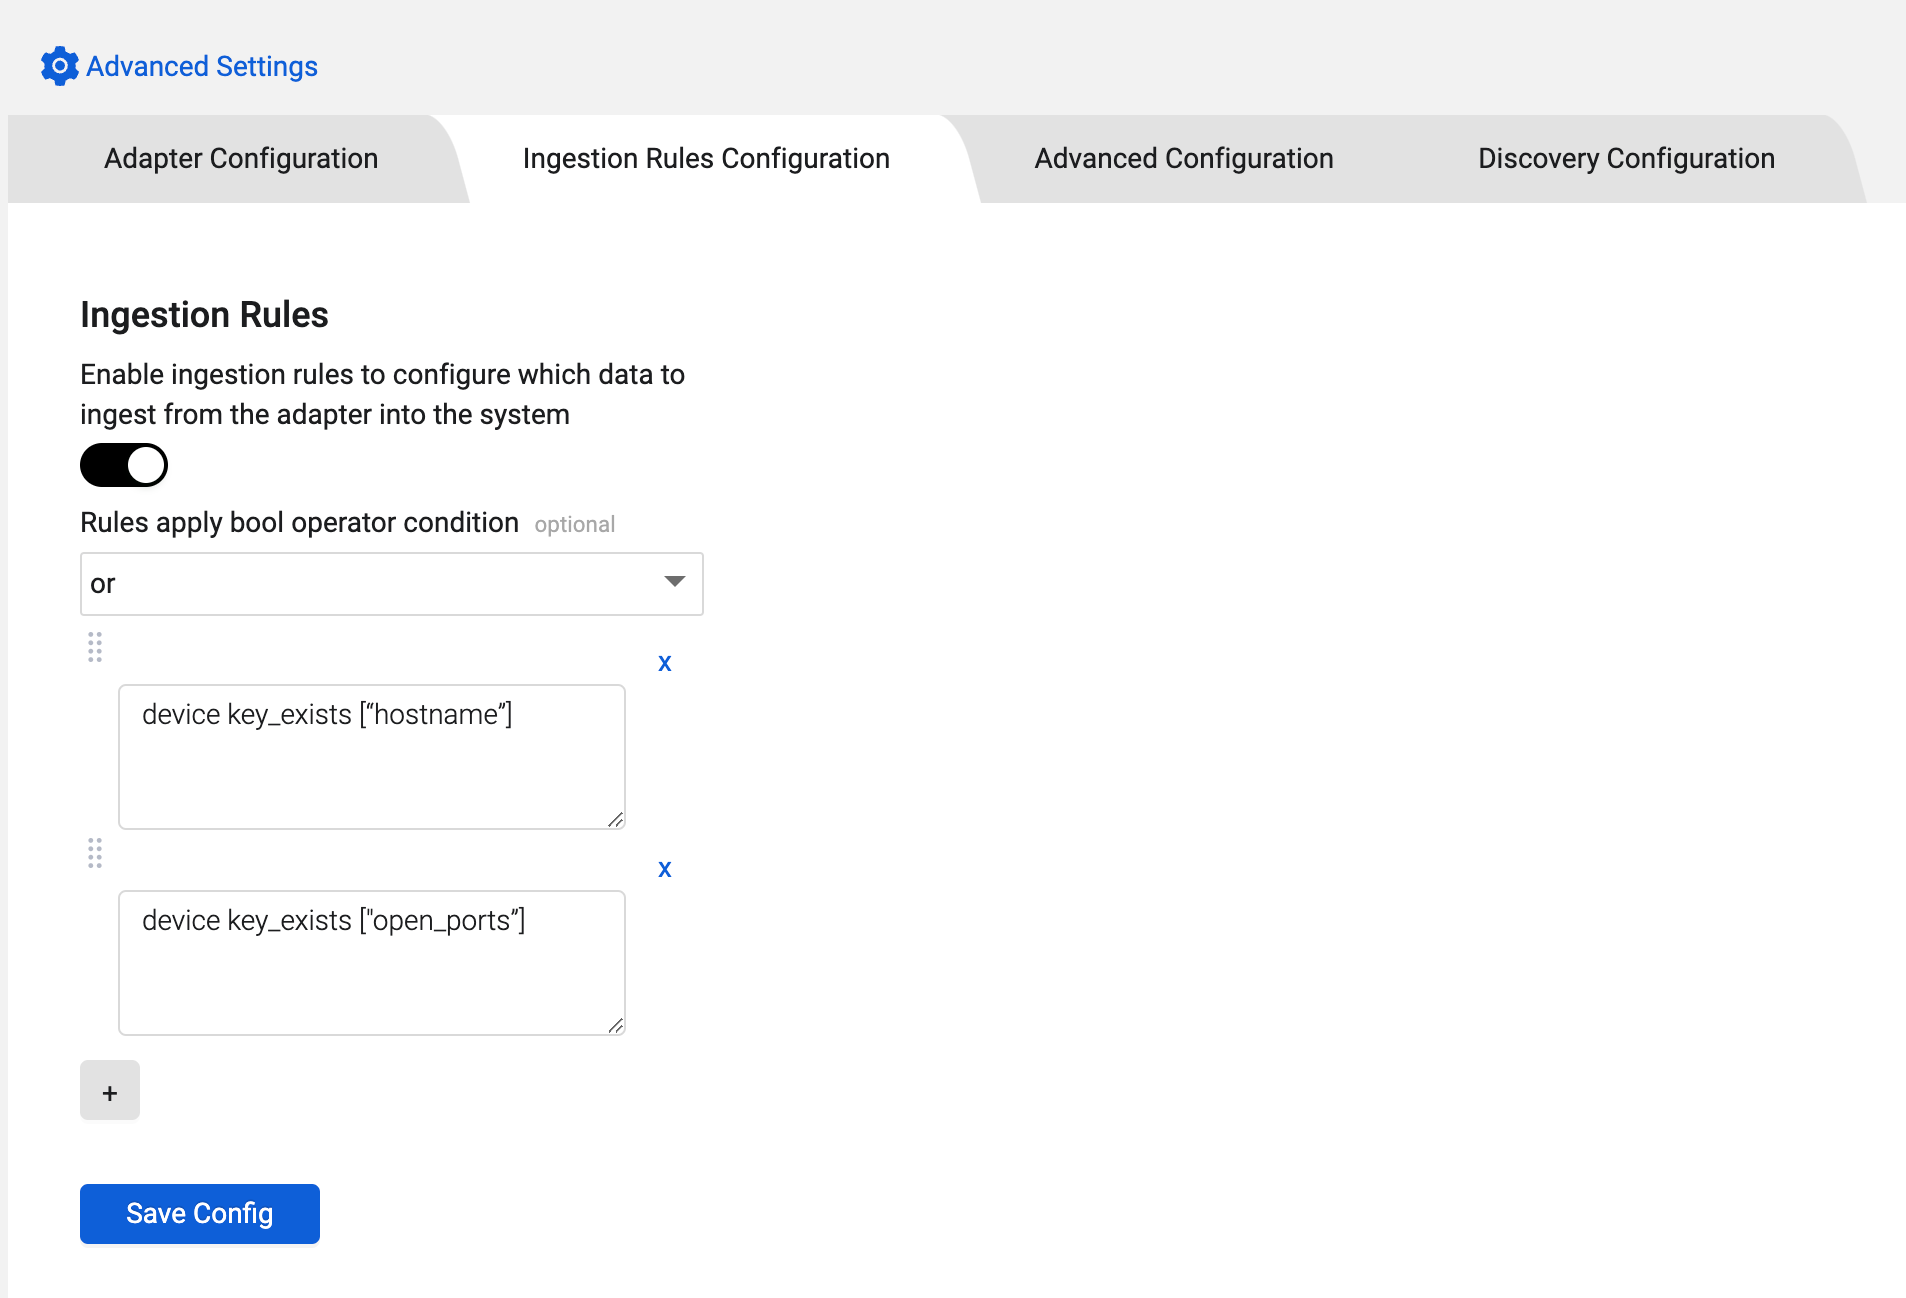 Advanced Settings
Adapter Configuration
Ingestion Rules Configuration
Advanced Configuration
Discovery Configuration
Ingestion Rules
Enable ingestion rules to configure which data to
ingest from the adapter into the system
Rules apply bool operator condition optional
or
x
device key_exists [“hostname”]
x
device key_exists ["open_ports”]
+
Save Config